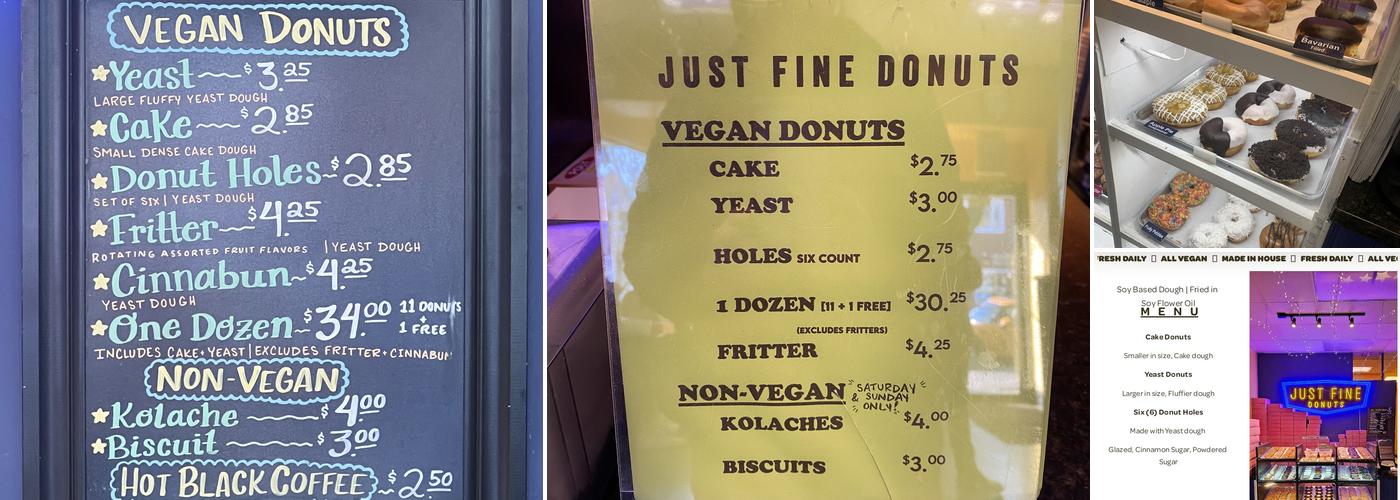 VEGAN DONUTS
Yeast $3.25
LARGE FLUFFY YEAST DOUGH
Cake $2.85
SMALL DENSE CAKE DOUGH
Donut Holes $2.85
SET OF SIX | YEAST DOUGH
Fritter $4.25
ROTATING ASSORTED FRUIT FLAVORS | YEAST DOUGH
Cinnabun $4.25
YEAST DOUGH
One Dozen $34.00 11 DONUTS + 1 FREE
INCLUDES CAKE + YEAST | EXCLUDES FRITTER + CINNABUN
NON-VEGAN
Kolache $4.00
Biscuit $3.00
HOT BLACK COFFEE $2.50
JUST FINE DONUTS
VEGAN DONUTS
CAKE $2.75
YEAST $3.00
HOLES SIX COUNT $2.75
1 DOZEN [11 + 1 FREE] $30.25
(EXCLUDES FRITTERS)
FRITTER $4.25
NON-VEGAN SATURDAY & SUNDAY ONLY!
KOLACHES $4.00
BISCUITS $3.00
Bavarian
Filled
Apple Pie
Fruity Pebbles
FRESH DAILY ALL VEGAN MADE IN HOUSE FRESH DAILY ALL VE
Soy Based Dough | Fried in
Soy Flower Oil
MENU
Cake Donuts
Smaller in size, Cake dough
Yeast Donuts
Larger in size, Fluffier dough
Six (6) Donut Holes
Made with Yeast dough
Glazed, Cinnamon Sugar, Powdered
Sugar
JUST FINE
DONUTS